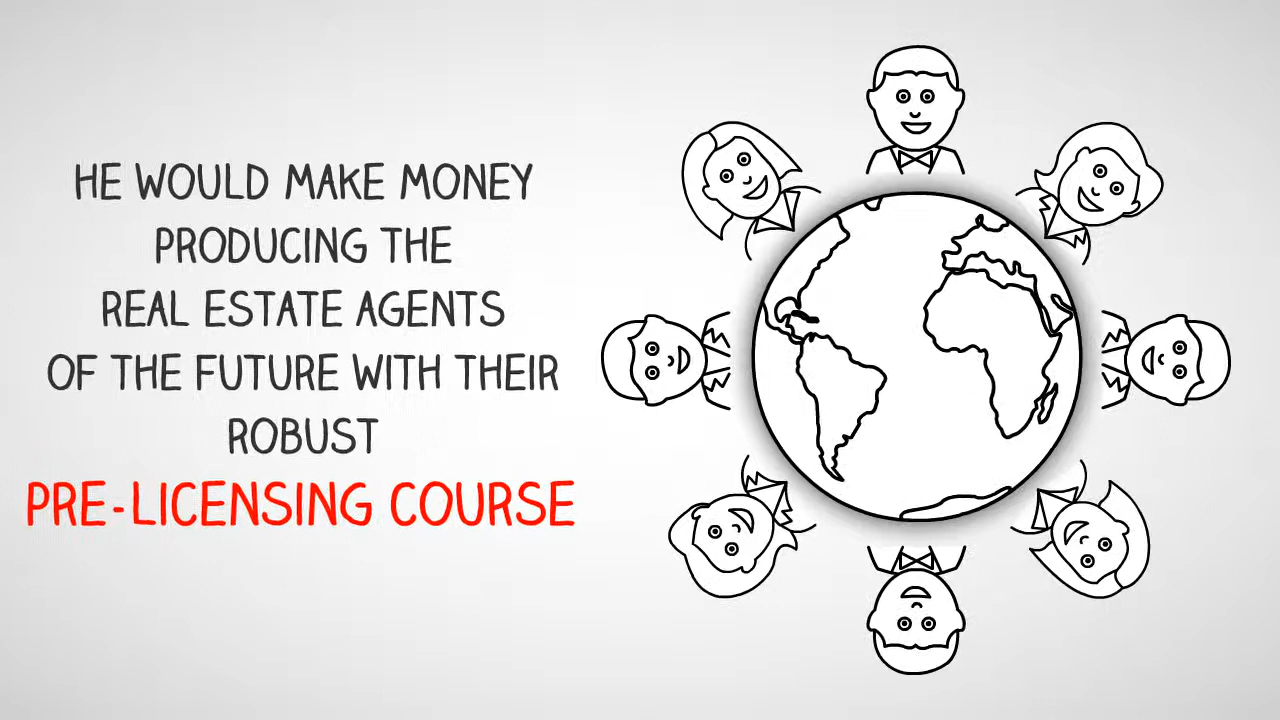 HE WOULD MAKE MONEY
PRODUCING THE
REAL ESTATE AGENTS
OF THE FUTURE WITH THEIR
ROBUST
PRE-LICENSING COURSE